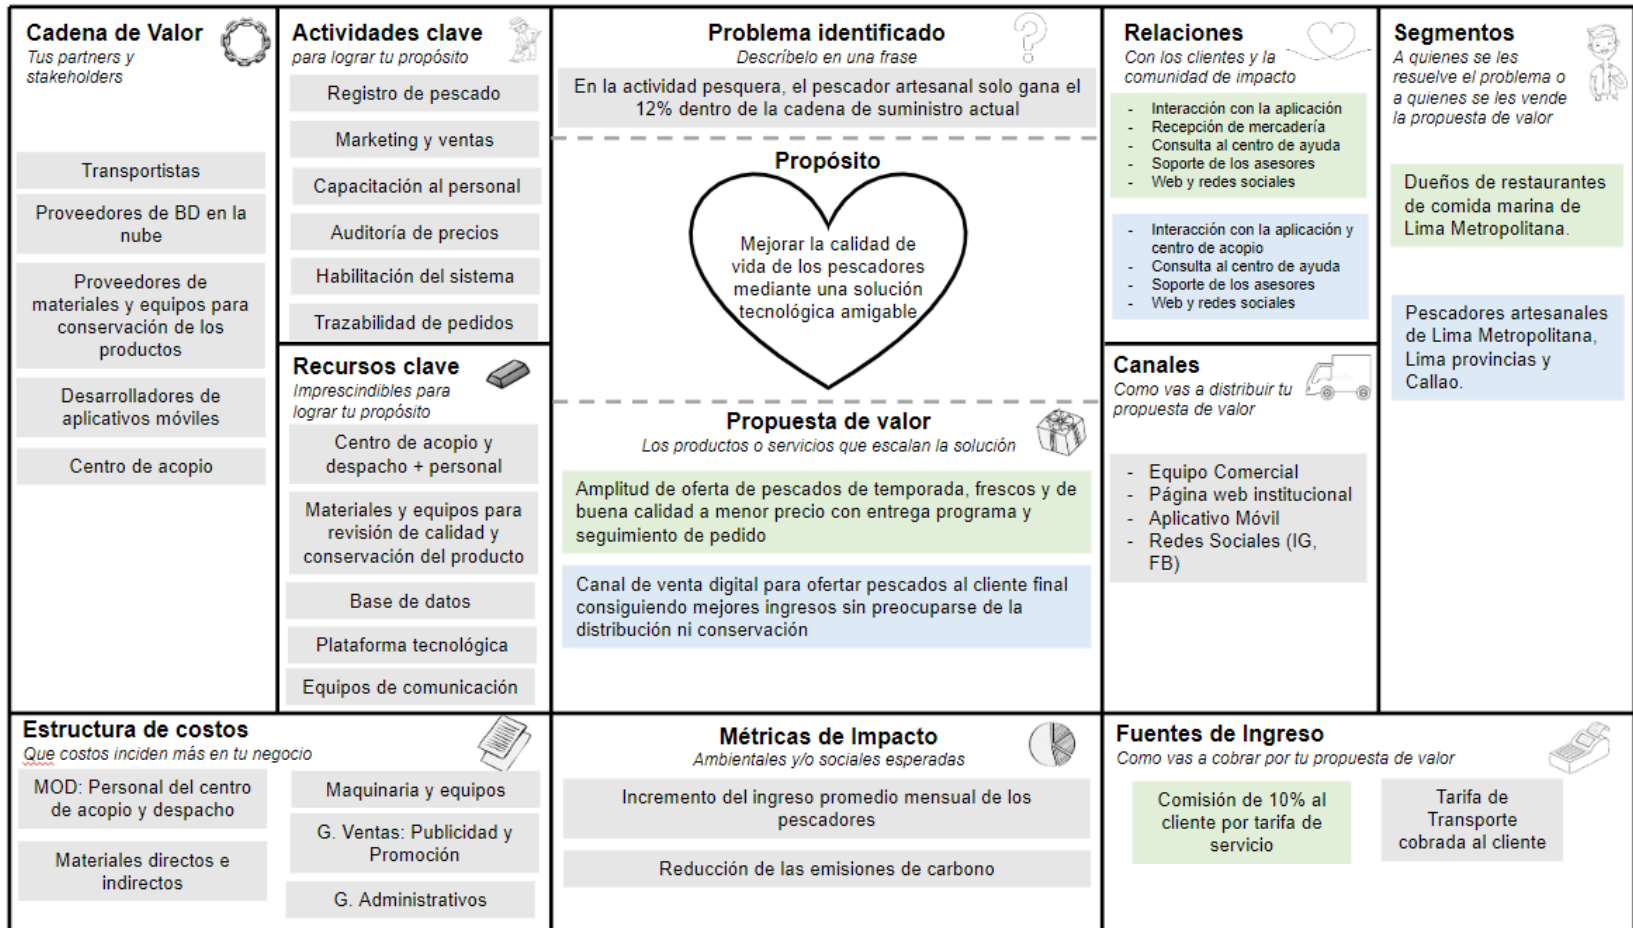 Cadena de Valor
Tus partners y
stakeholders
Transportistas
Proveedores de BD en la
nube
Proveedores de
materiales y equipos para
conservación de los
productos
Desarrolladores de
aplicativos móviles
Centro de acopio
Actividades clave
para lograr tu propósito
Registro de pescado
Marketing y ventas
Capacitación al personal
Auditoría de precios
Habilitación del sistema
Trazabilidad de pedidos
Recursos clave
Imprescindibles para
lograr tu propósito
Centro de acopio y
despacho + personal
Materiales y equipos para
revisión de calidad y
conservación del producto
Base de datos
Plataforma tecnológica
Equipos de comunicación
Problema identificado
Descríbelo en una frase
En la actividad pesquera, el pescador artesanal solo gana el
12% dentro de la cadena de suministro actual
Propósito
Mejorar la calidad de
vida de los pescadores
mediante una solución
tecnológica amigable
Propuesta de valor
Los productos o servicios que escalan la solución
Amplitud de oferta de pescados de temporada, frescos y de
buena calidad a menor precio con entrega programa y
seguimiento de pedido
Canal de venta digital para ofertar pescados al cliente final
consiguiendo mejores ingresos sin preocuparse de la
distribución ni conservación
Relaciones
Con los clientes y la
comunidad de impacto
- Interacción con la aplicación
- Recepción de mercadería
- Consulta al centro de ayuda
- Soporte de los asesores
- Web y redes sociales
- Interacción con la aplicación y
centro de acopio
- Consulta al centro de ayuda
- Soporte de los asesores
- Web y redes sociales
Canales
Como vas a distribuir tu
propuesta de valor
- Equipo Comercial
- Página web institucional
- Aplicativo Móvil
- Redes Sociales (IG,
FB)
Segmentos
A quienes se les
resuelve el problema o
a quienes se les vende
la propuesta de valor
Dueños de restaurantes
de comida marina de
Lima Metropolitana.
Pescadores artesanales
de Lima Metropolitana,
Lima provincias y
Callao.
Estructura de costos
Que costos inciden más en tu negocio
MOD: Personal del centro
de acopio y despacho
Materiales directos e
indirectos
Maquinaria y equipos
G. Ventas: Publicidad y
Promoción
G. Administrativos
Métricas de Impacto
Ambientales y/o sociales esperadas
Incremento del ingreso promedio mensual de los
pescadores
Reducción de las emisiones de carbono
Fuentes de Ingreso
Como vas a cobrar por tu propuesta de valor
Comisión de 10% al
cliente por tarifa de
servicio
Tarifa de
Transporte
cobrada al cliente